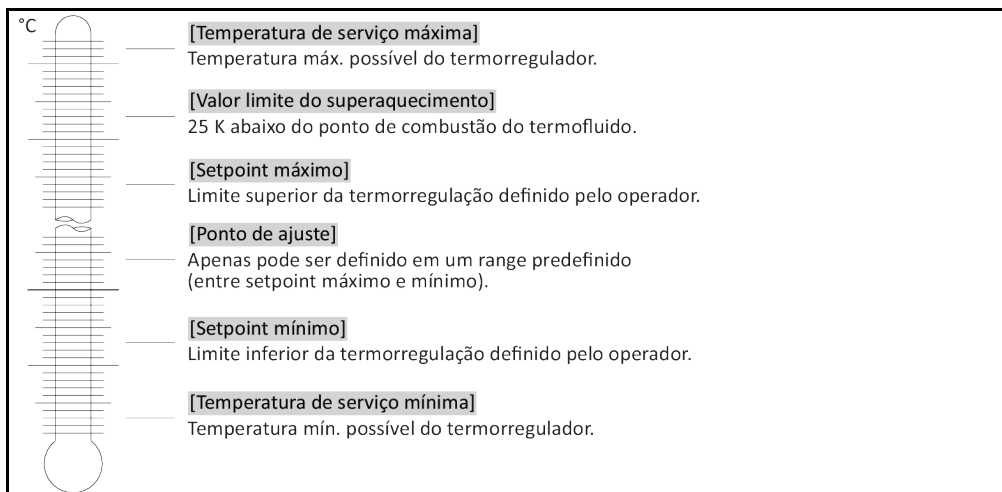 °C
[Temperatura de serviço máxima]
Temperatura máx. possível do termorregulador.
[Valor limite do superaquecimento]
25 K abaixo do ponto de combustão do termofluido.
[Setpoint máximo]
Limite superior da termorregulação definido pelo operador.
[Ponto de ajuste]
Apenas pode ser definido em um range predefinido
(entre setpoint máximo e mínimo).
[Setpoint mínimo]
Limite inferior da termorregulação definido pelo operador.
[Temperatura de serviço mínima]
Temperatura mín. possível do termorregulador.